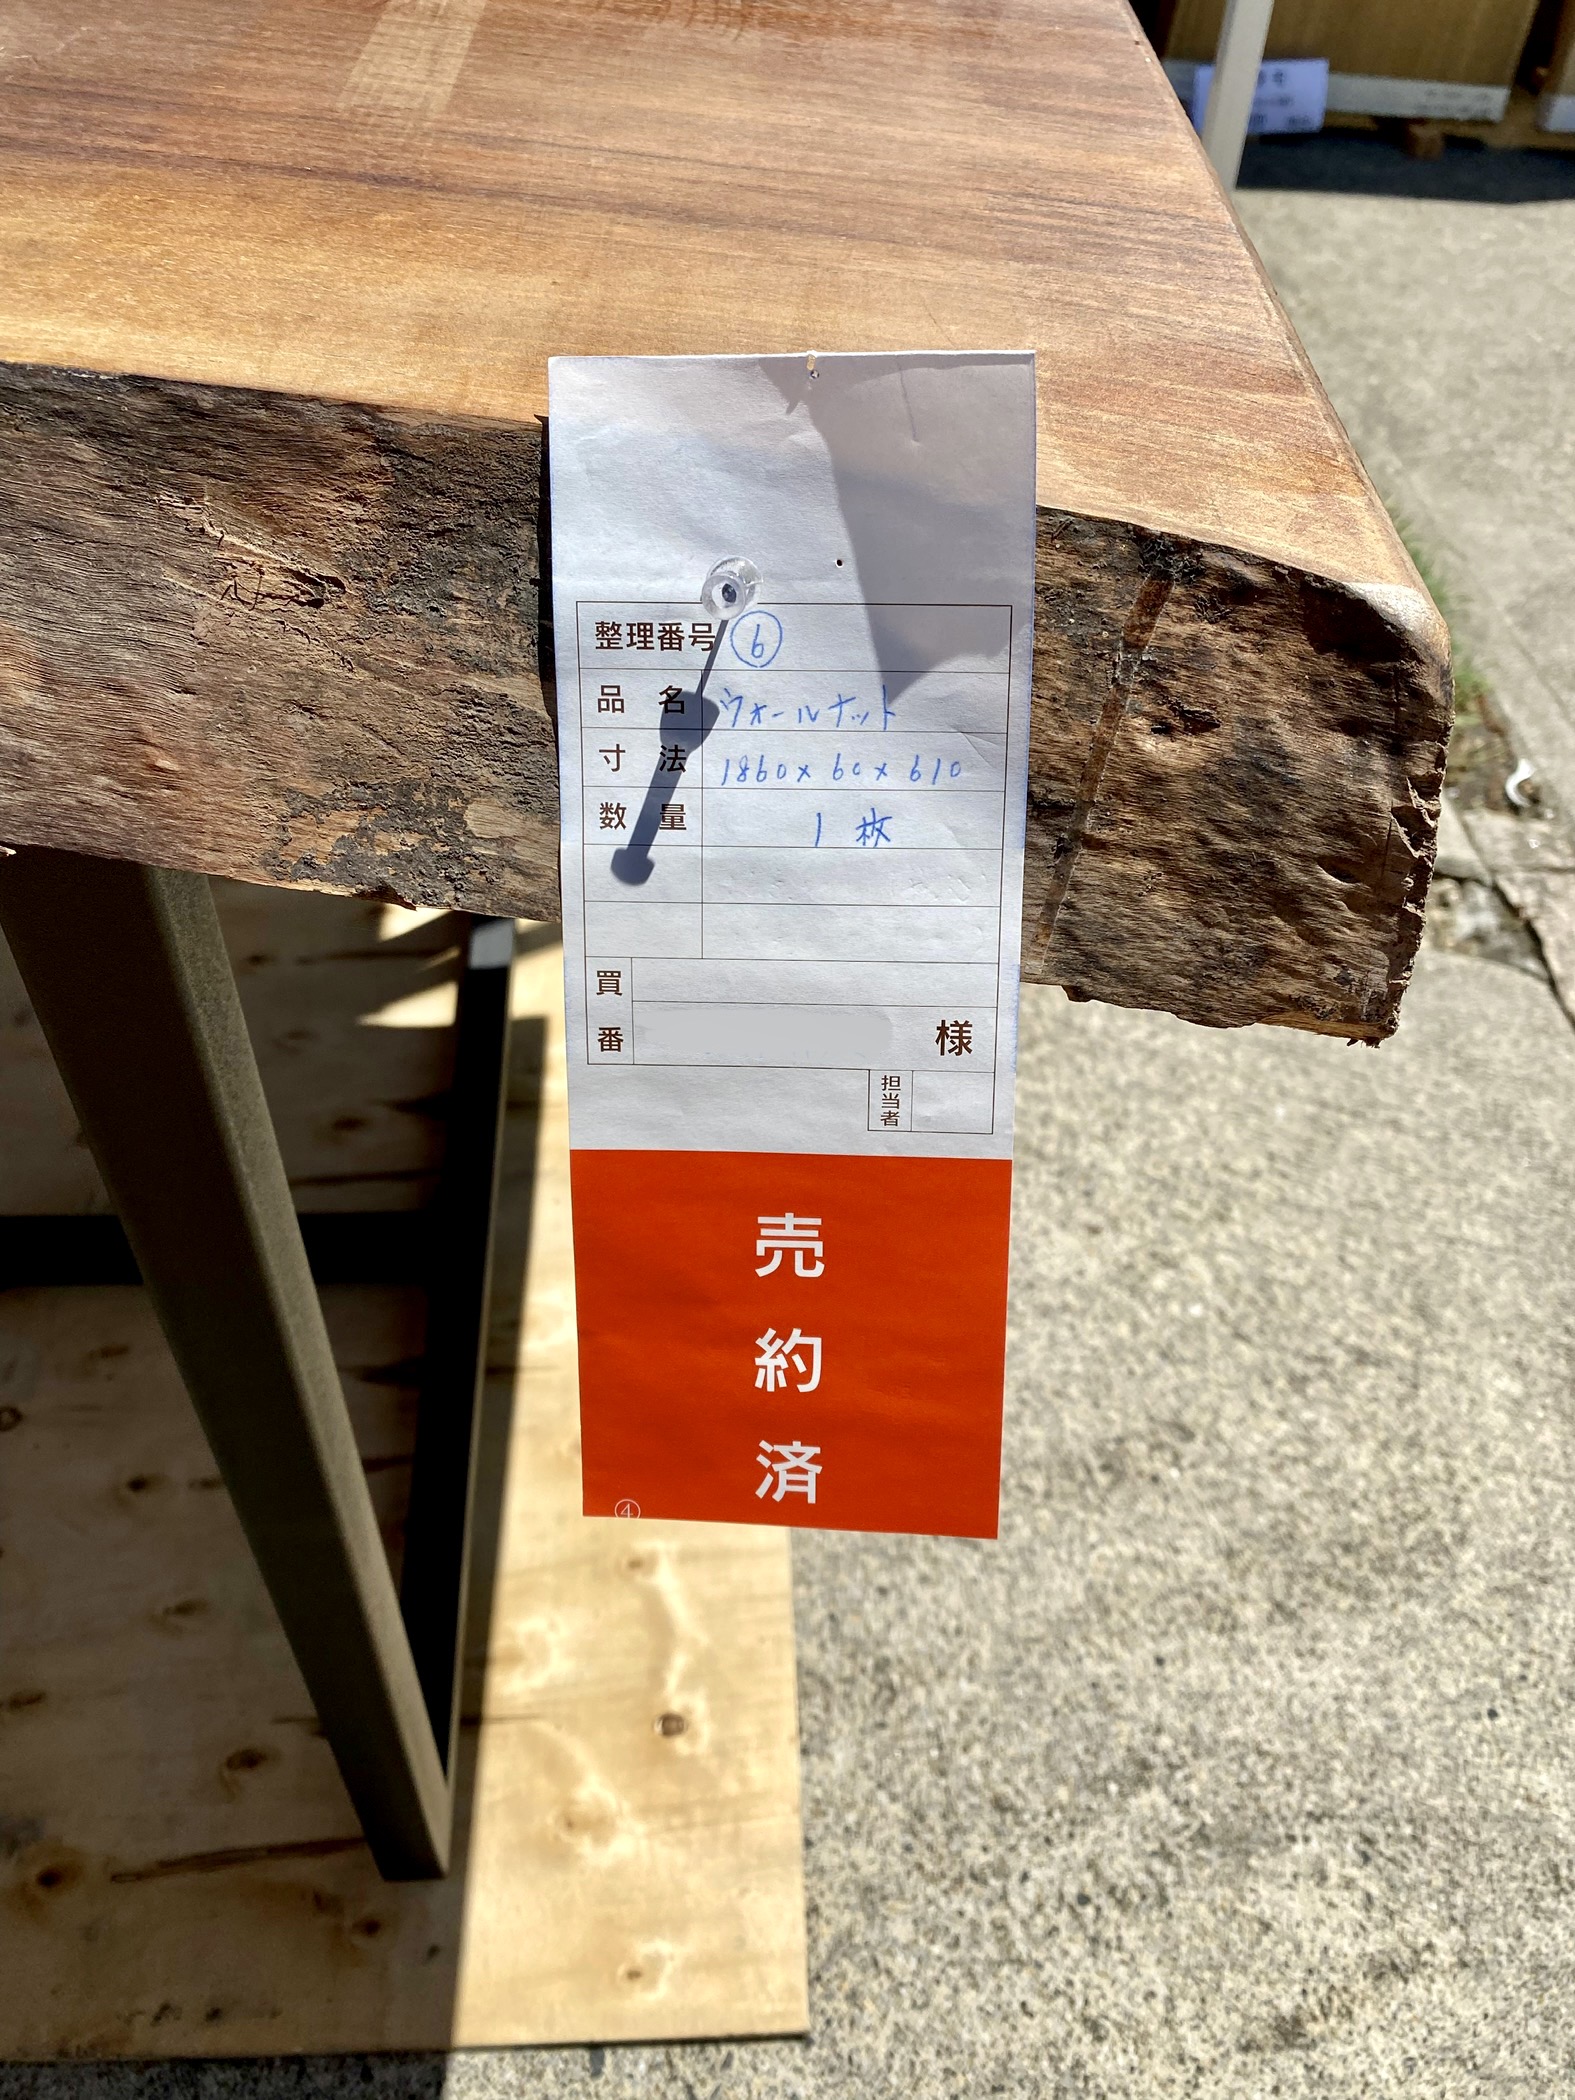 整理番号 ⑥
品名 ウォールナット
寸法 1860×60×610
数量 1枚
買番 様
担当者
売約済
④